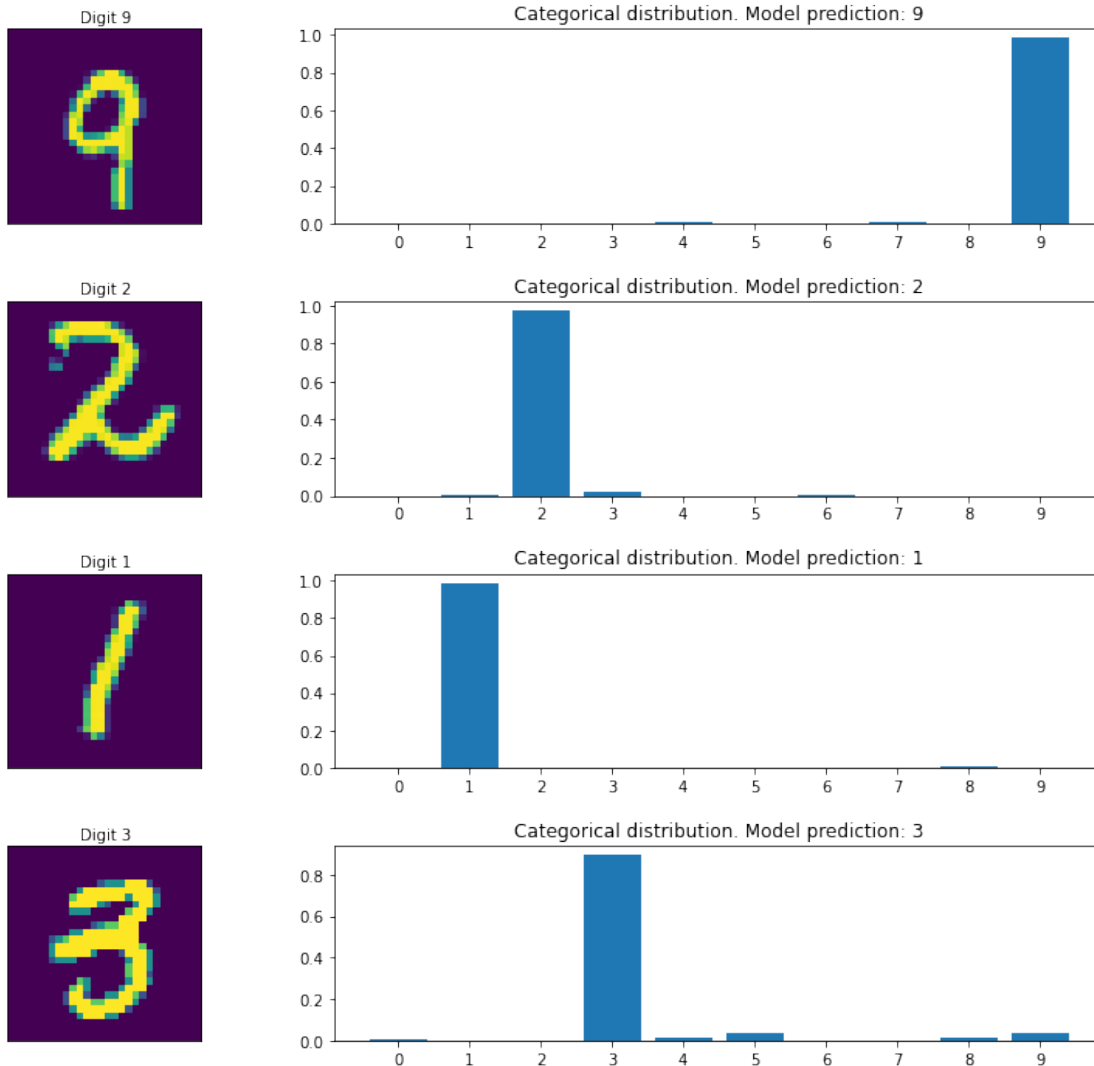 Digit 9
Categorical distribution. Model prediction: 9
1.0
0.8
0.6
0.4
0.2
0.0
0 1 2 3 4 5 6 7 8 9
9
Digit 2
Categorical distribution. Model prediction: 2
1.0
0.8
0.6
0.4
0.2
0.0
0 1 2 3 4 5 6 7 8 9
2
Digit 1
Categorical distribution. Model prediction: 1
1.0
0.8
0.6
0.4
0.2
0.0
0 1 2 3 4 5 6 7 8 9
1
Digit 3
Categorical distribution. Model prediction: 3
0.8
0.6
0.4
0.2
0.0
0 1 2 3 4 5 6 7 8 9
3